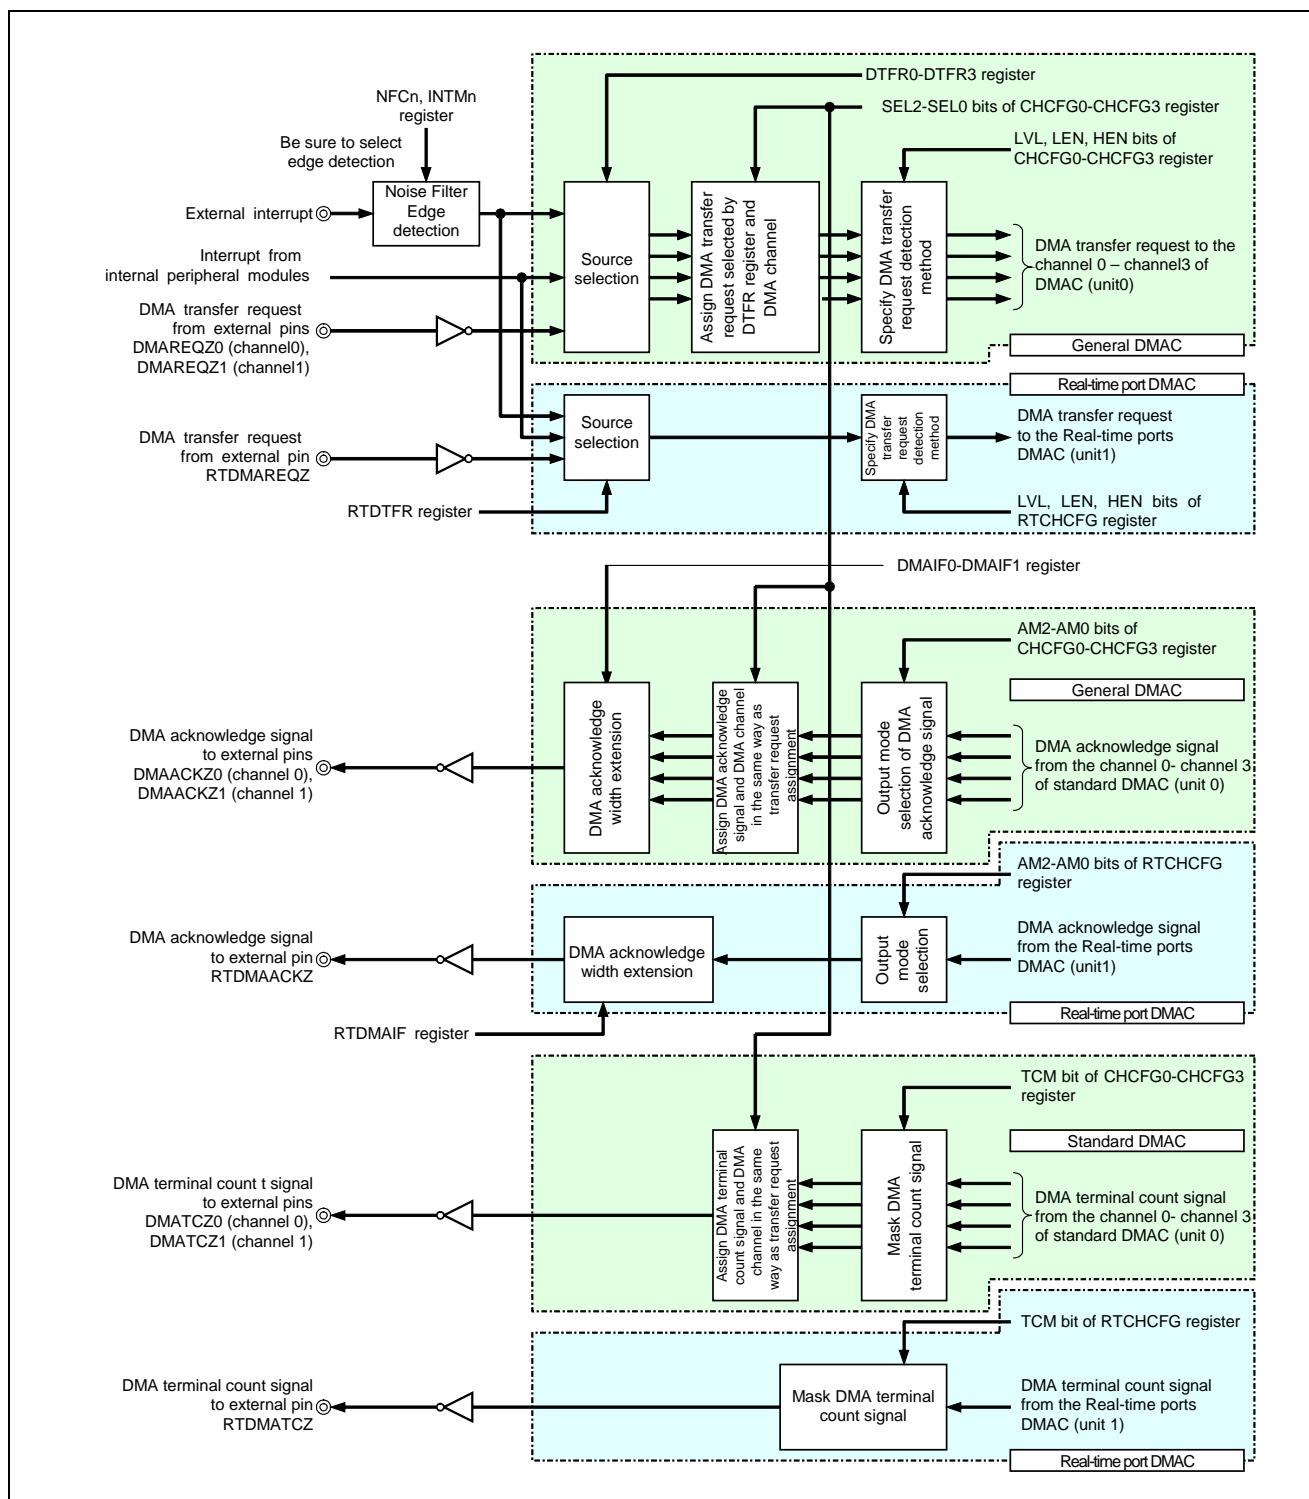 DTFR0-DTFR3 register
NFCn, INTMn
register
SEL2-SEL0 bits of CHCFG0-CHCFG3 register
Be sure to select
edge detection
LVL, LEN, HEN bits of
CHCFG0-CHCFG3 register
External interrupt
Noise Filter
Edge
detection
Interrupt from
internal peripheral modules
DMA transfer request
from external pins
DMAREQZ0 (channel0),
DMAREQZ1 (channel1)
Source
selection
Assign DMA transfer
request selected by
DTFR register and
DMA channel
Specify DMA transfer
request detection
method
DMA transfer request to the
channel 0 – channel3 of
DMAC (unit0)
General DMAC
Real-time port DMAC
DMA transfer request
from external pin
RTDMAREQZ
Source
selection
Specify DMA
transfer
request
detection
method
DMA transfer request
to the Real-time ports
DMAC (unit1)
RTDTFR register
LVL, LEN, HEN bits of
RTCHCFG register
DMAIF0-DMAIF1 register
AM2-AM0 bits of
CHCFG0-CHCFG3 register
General DMAC
DMA acknowledge signal
to external pins
DMAACKZ0 (channel 0),
DMAACKZ1 (channel 1)
DMA acknowledge
width extension
Assign DMA acknowledge
signal and DMA channel
in the same way as
transfer request
assignment
Output mode
selection of DMA
acknowledge signal
DMA acknowledge signal
from the channel 0- channel 3
of standard DMAC (unit 0)
AM2-AM0 bits of RTCHCFG
register
DMA acknowledge signal
to external pin
RTDMAACKZ
DMA acknowledge
width extension
Output
mode
selection
DMA acknowledge signal
from the Real-time ports
DMAC (unit1)
Real-time port DMAC
RTDMAIF register
TCM bit of CHCFG0-CHCFG3
register
Standard DMAC
DMA terminal count t signal
to external pins
DMATCZ0 (channel 0),
DMATCZ1 (channel 1)
Assign DMA terminal
count signal and DMA
channel in the same
way as transfer request
assignment
Mask DMA
terminal count signal
DMA terminal count signal
from the channel 0- channel 3
of standard DMAC (unit 0)
TCM bit of RTCHCFG register
DMA terminal count signal
to external pin
RTDMATCZ
Mask DMA terminal
count signal
DMA terminal count signal
from the Real-time ports
DMAC (unit 1)
Real-time port DMAC